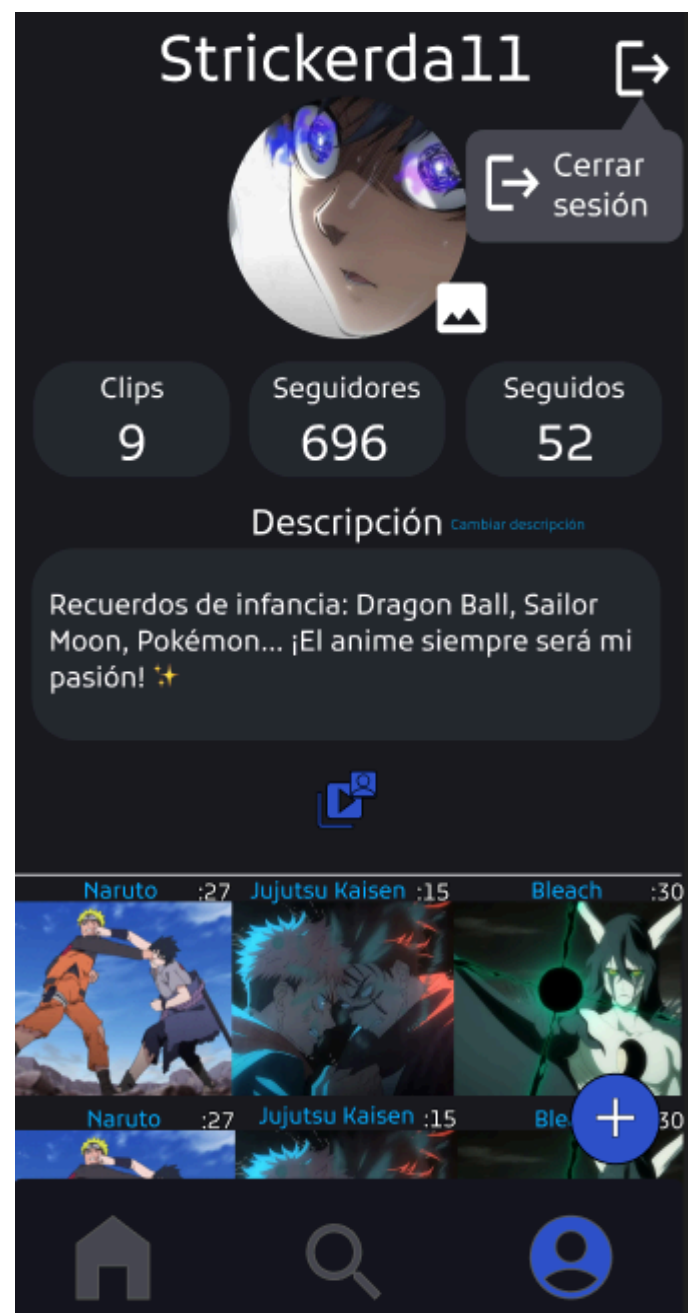 Strickerda11
Cerrar
sesión
Clips
9
Seguidores
696
Seguidos
52
Descripción Cambiar descripción
Recuerdos de infancia: Dragon Ball, Sailor
Moon, Pokémon... ¡El anime siempre será mi
pasión! ✨
Naruto :27 Jujutsu Kaisen :15 Bleach :30
Naruto :27 Jujutsu Kaisen :15 Ble 30